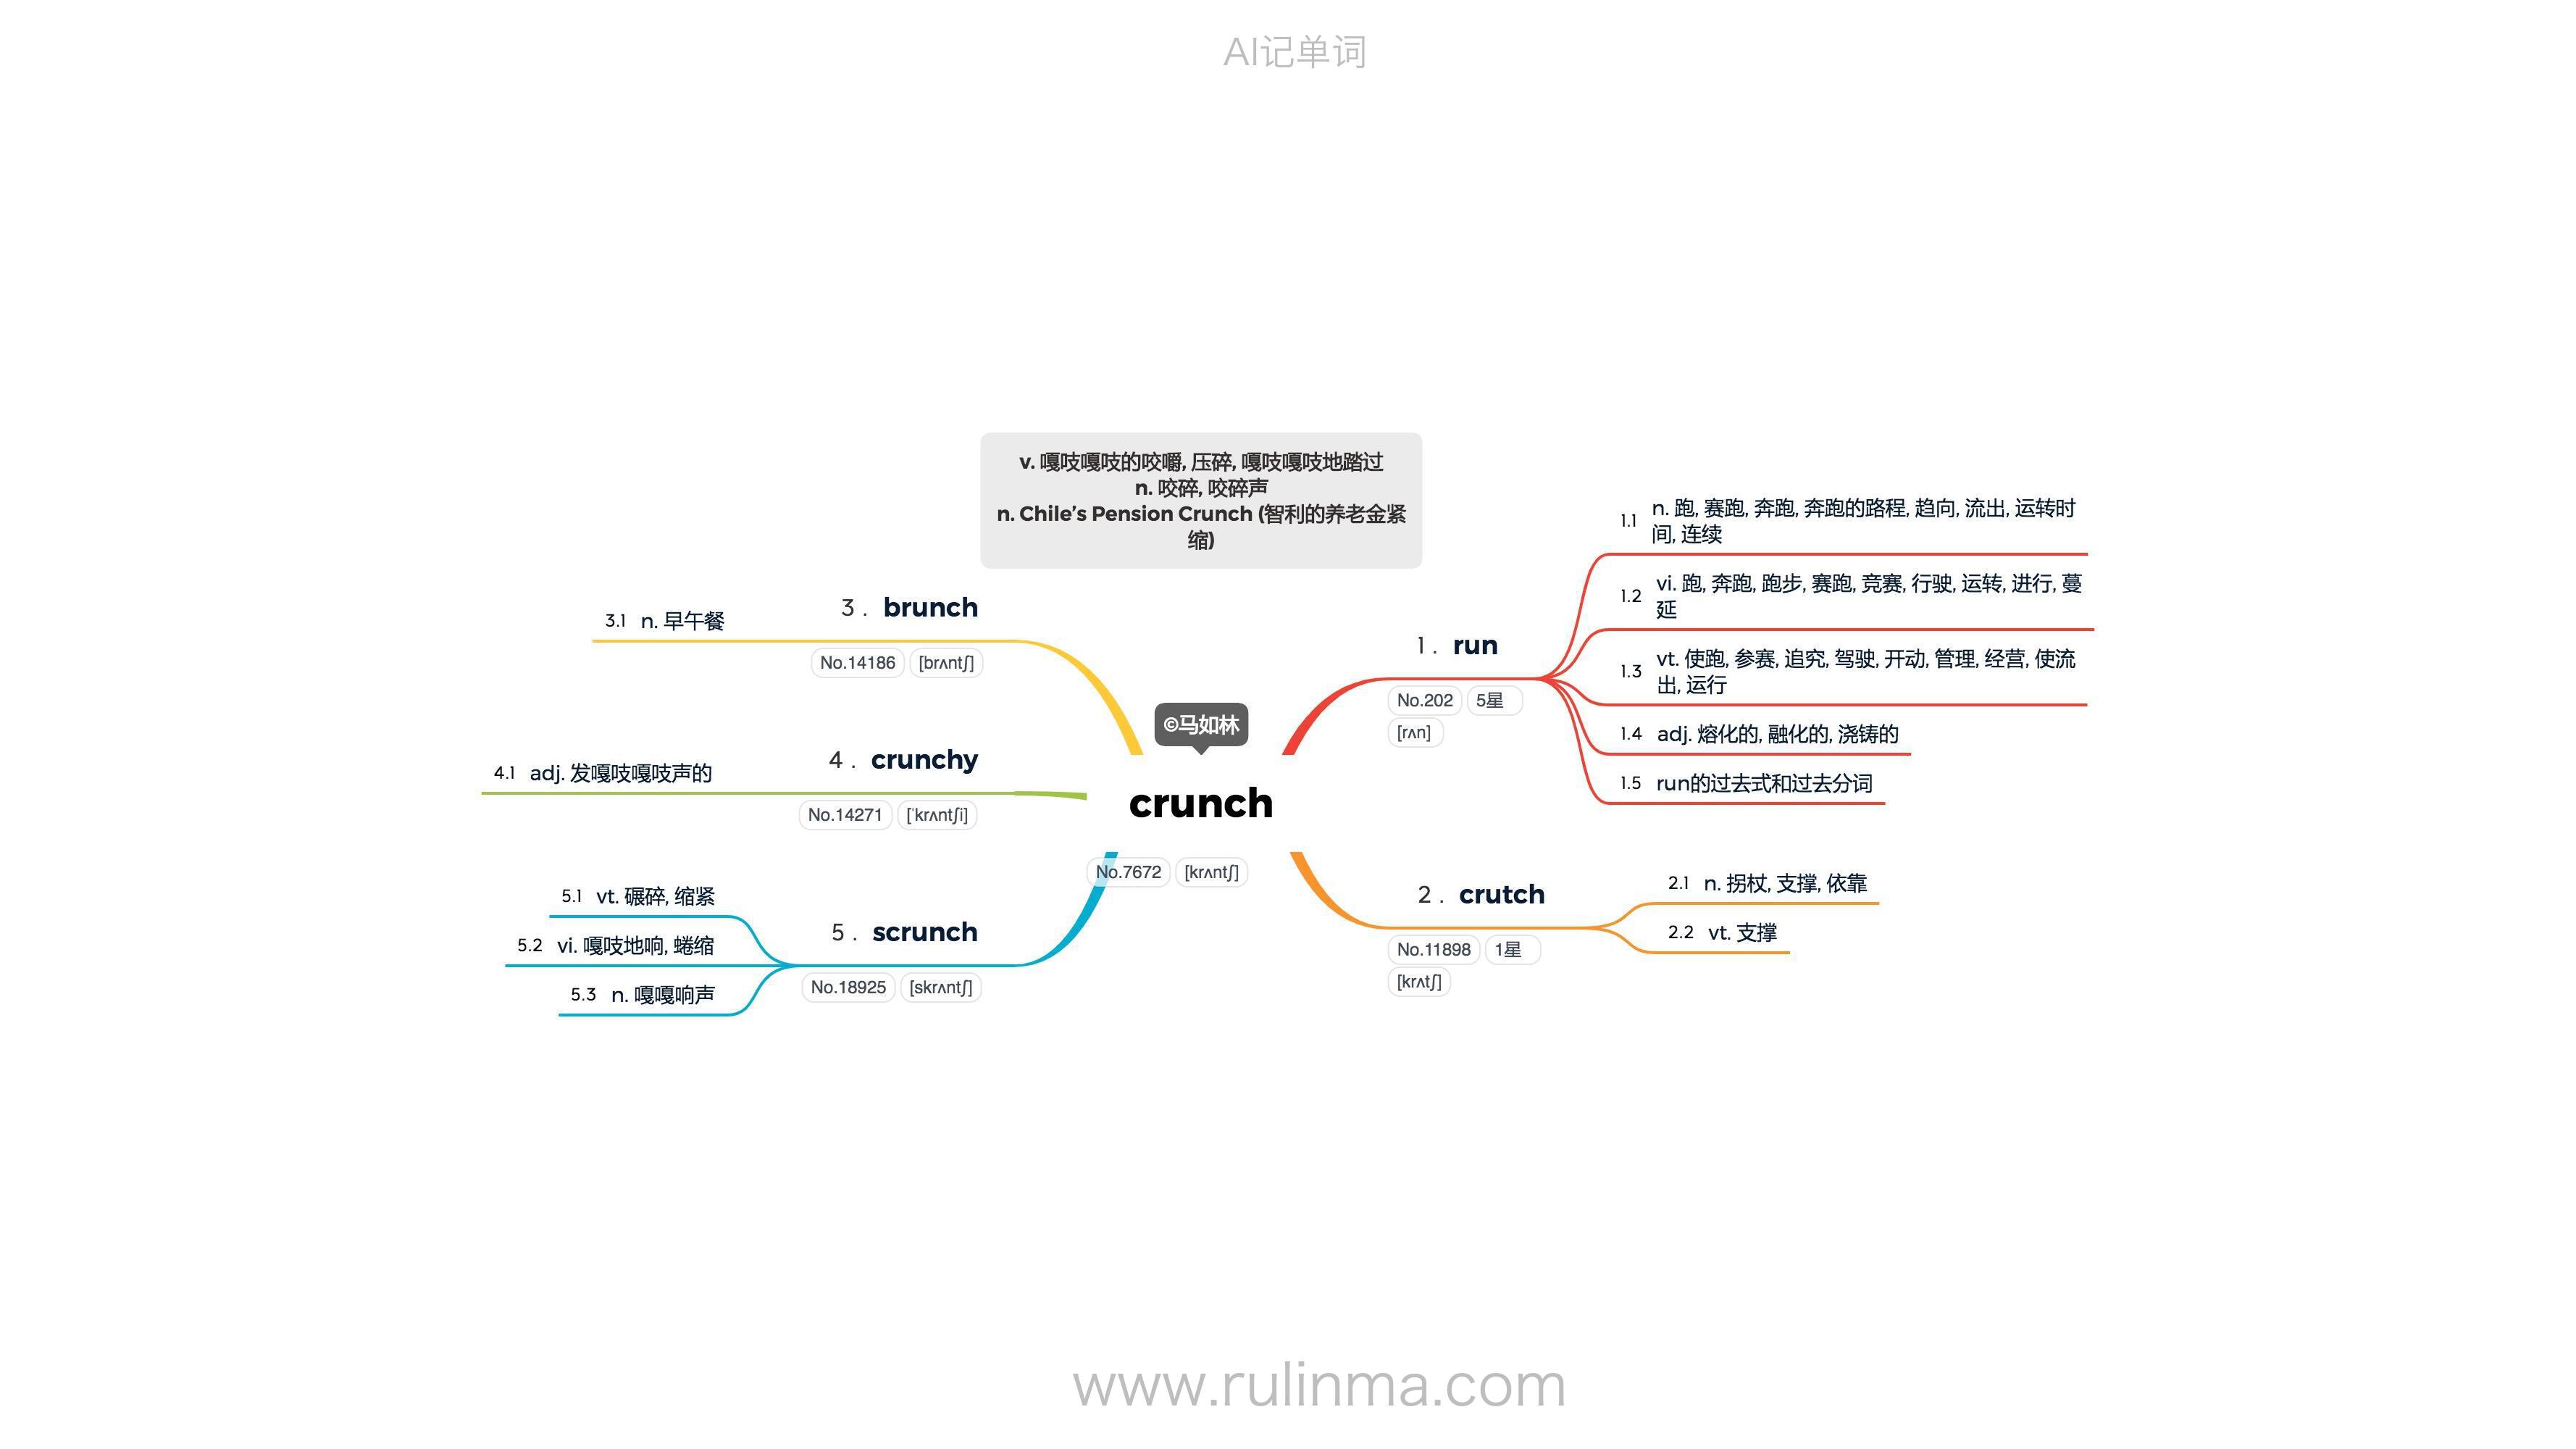 AI记单词
v. 嘎吱嘎吱的咬嚼, 压碎, 嘎吱嘎吱地踏过
n. 咬碎, 咬碎声
n. Chile’s Pension Crunch (智利的养老金紧
缩)
©马如林
crunch
No.7672 [krʌntʃ]
1 . run
No.202 5星
[rʌn]
1.1 n. 跑, 赛跑, 奔跑, 奔跑的路程, 趋向, 流出, 运转时
间, 连续
1.2 vi. 跑, 奔跑, 跑步, 赛跑, 竞赛, 行驶, 运转, 进行, 蔓
延
1.3 vt. 使跑, 参赛, 追究, 驾驶, 开动, 管理, 经营, 使流
出, 运行
1.4 adj. 熔化的, 融化的, 浇铸的
1.5 run的过去式和过去分词
2 . crutch
No.11898 1星
[krʌtʃ]
2.1 n. 拐杖, 支撑, 依靠
2.2 vt. 支撑
3 . brunch
No.14186 [brʌntʃ]
3.1 n. 早午餐
4 . crunchy
No.14271 [ˈkrʌntʃi]
4.1 adj. 发嘎吱嘎吱声的
5 . scrunch
No.18925 [skrʌntʃ]
5.1 vt. 碾碎, 缩紧
5.2 vi. 嘎吱地响, 蜷缩
5.3 n. 嘎嘎响声
www.rulinma.com